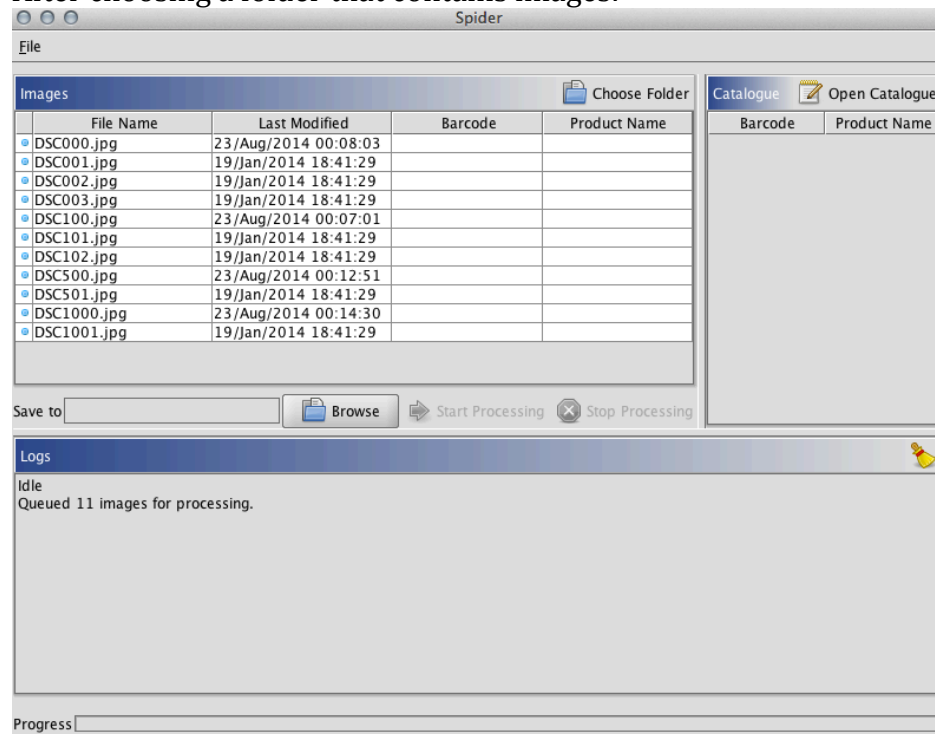 After choosing a folder that contains images:
Spider
File
Images Choose Folder Catalogue Open Catalogue
File Name Last Modified Barcode Product Name Barcode Product Name
DSC000.jpg 23/Aug/2014 00:08:03
DSC001.jpg 19/Jan/2014 18:41:29
DSC002.jpg 19/Jan/2014 18:41:29
DSC003.jpg 19/Jan/2014 18:41:29
DSC100.jpg 23/Aug/2014 00:07:01
DSC101.jpg 19/Jan/2014 18:41:29
DSC102.jpg 19/Jan/2014 18:41:29
DSC500.jpg 23/Aug/2014 00:12:51
DSC501.jpg 19/Jan/2014 18:41:29
DSC1000.jpg 23/Aug/2014 00:14:30
DSC1001.jpg 19/Jan/2014 18:41:29
Save to Browse Start Processing Stop Processing
Logs
Idle
Queued 11 images for processing.
Progress